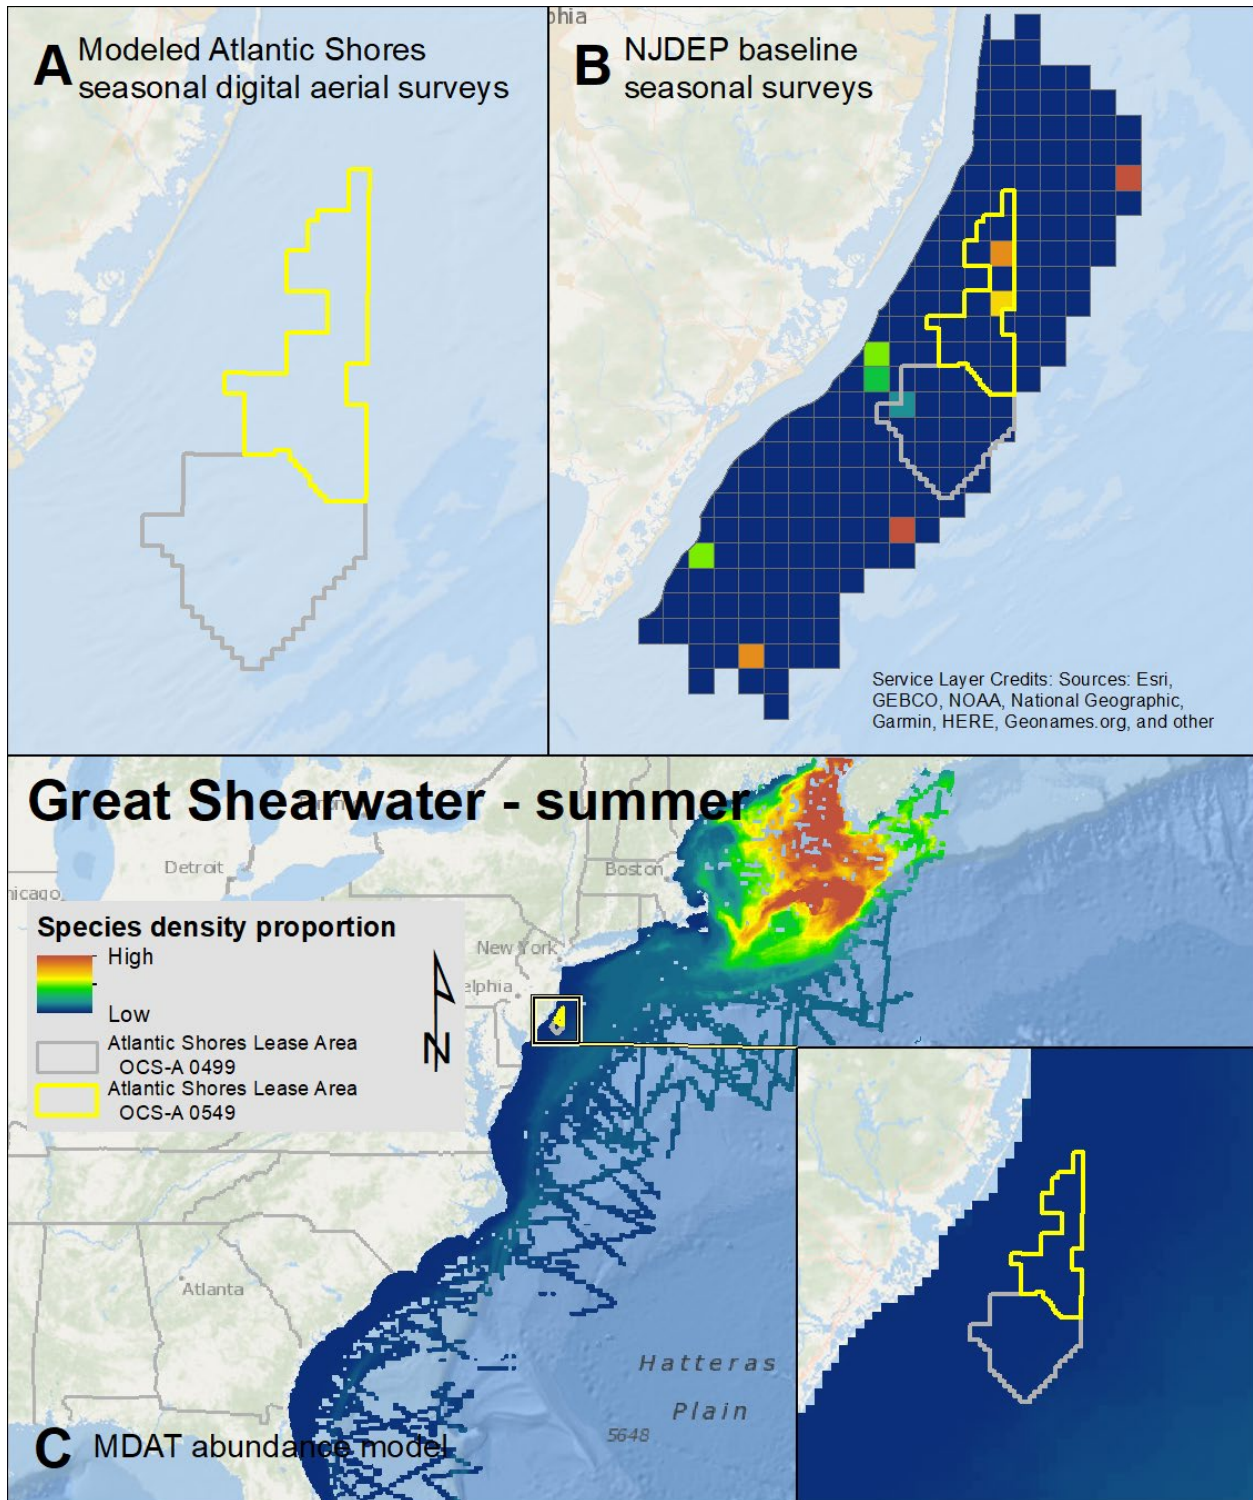 A Modeled Atlantic Shores
seasonal digital aerial surveys
phia
B NJDEP baseline
seasonal surveys
Service Layer Credits: Sources: Esri,
GEBCO, NOAA, National Geographic,
Garmin, HERE, Geonames.org, and other
Great Shearwater - summer
Detroit
Boston
hicago
Species density proportion
High
Low
New York
elphia
N
Atlantic Shores Lease Area
OCS-A 0499
Atlantic Shores Lease Area
OCS-A 0549
Atlanta
Hatteras
Plain
5648
C MDAT abundance model